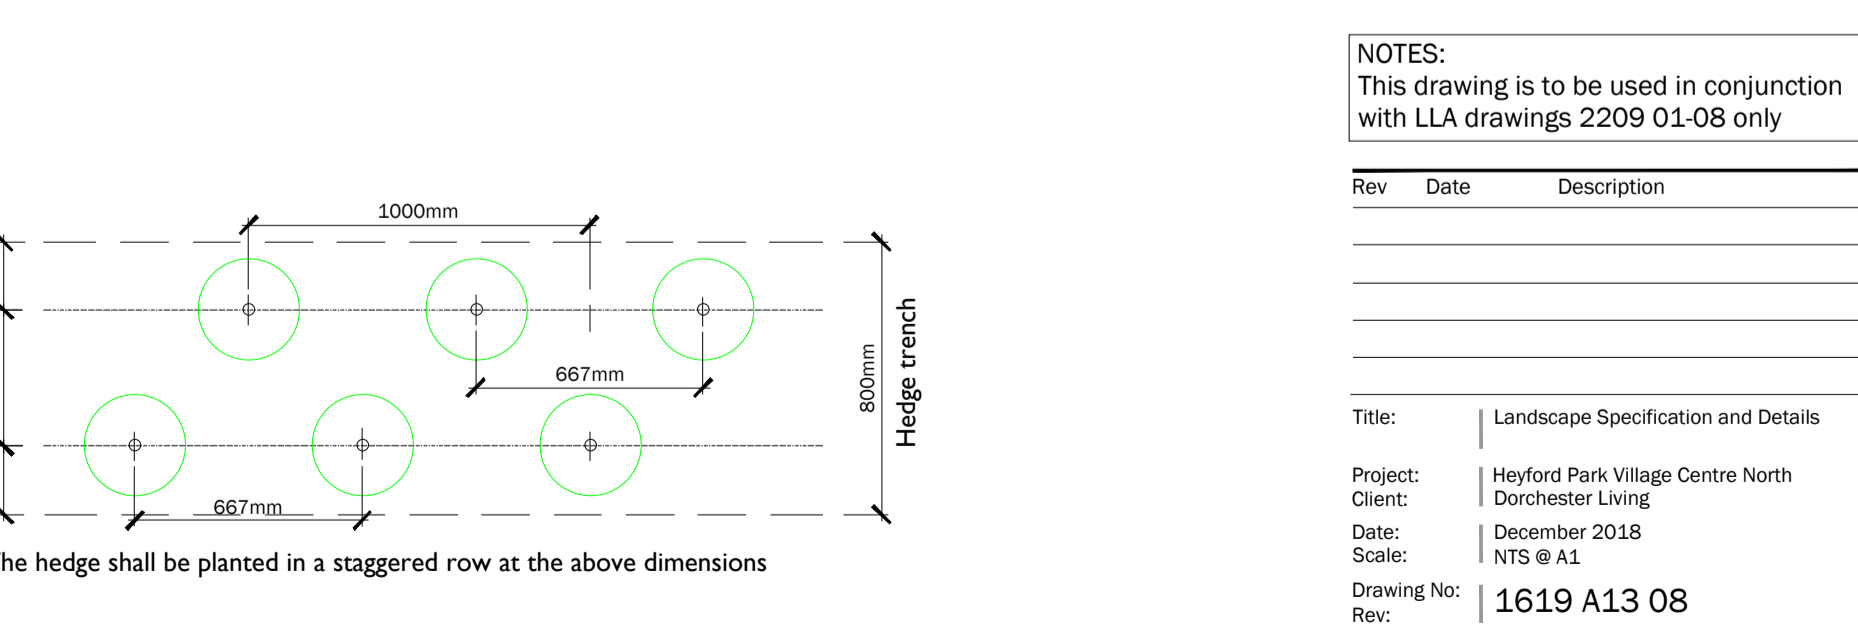 NOTES:
This drawing is to be used in conjunction
with LLA drawings 2209 01-08 only
Rev Date Description
1000mm
667mm
800mm
Hedge trench
667mm
hedge shall be planted in a staggered row at the above dimensions
Title: Landscape Specification and Details
Project: Heyford Park Village Centre North
Client: Dorchester Living
Date: December 2018
Scale: NTS @ A1
Drawing No: 1619 A13 08
Rev: